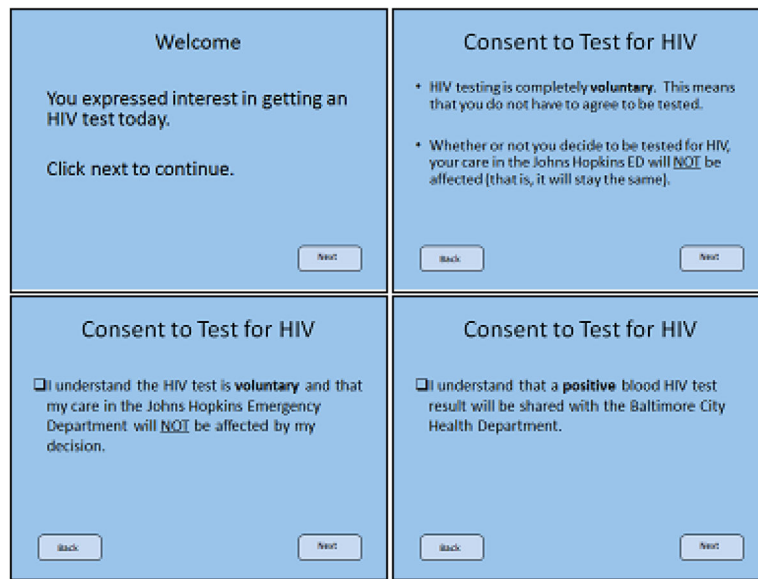 Welcome
You expressed interest in getting an
HIV test today.
Click next to continue.
Next
Consent to Test for HIV
• HIV testing is completely voluntary. This means
that you do not have to agree to be tested.
• Whether or not you decide to be tested for HIV,
your care in the Johns Hopkins ED will NOT be
affected (that is, it will stay the same).
Back
Next
Consent to Test for HIV
❑I understand the HIV test is voluntary and that
my care in the Johns Hopkins Emergency
Department will NOT be affected by my
decision.
Back
Next
Consent to Test for HIV
❑I understand that a positive blood HIV test
result will be shared with the Baltimore City
Health Department.
Back
Next